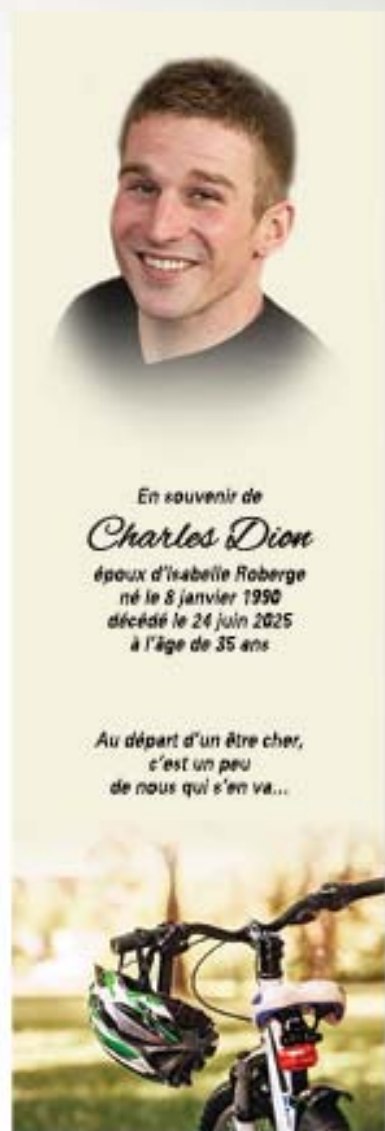 En souvenir de
Charles Dion
époux d'Isabelle Roberge
né le 8 janvier 1990
décédé le 24 juin 2025
à l'âge de 35 ans
Au départ d'un être cher,
c'est un peu
de nous qui s'en va...